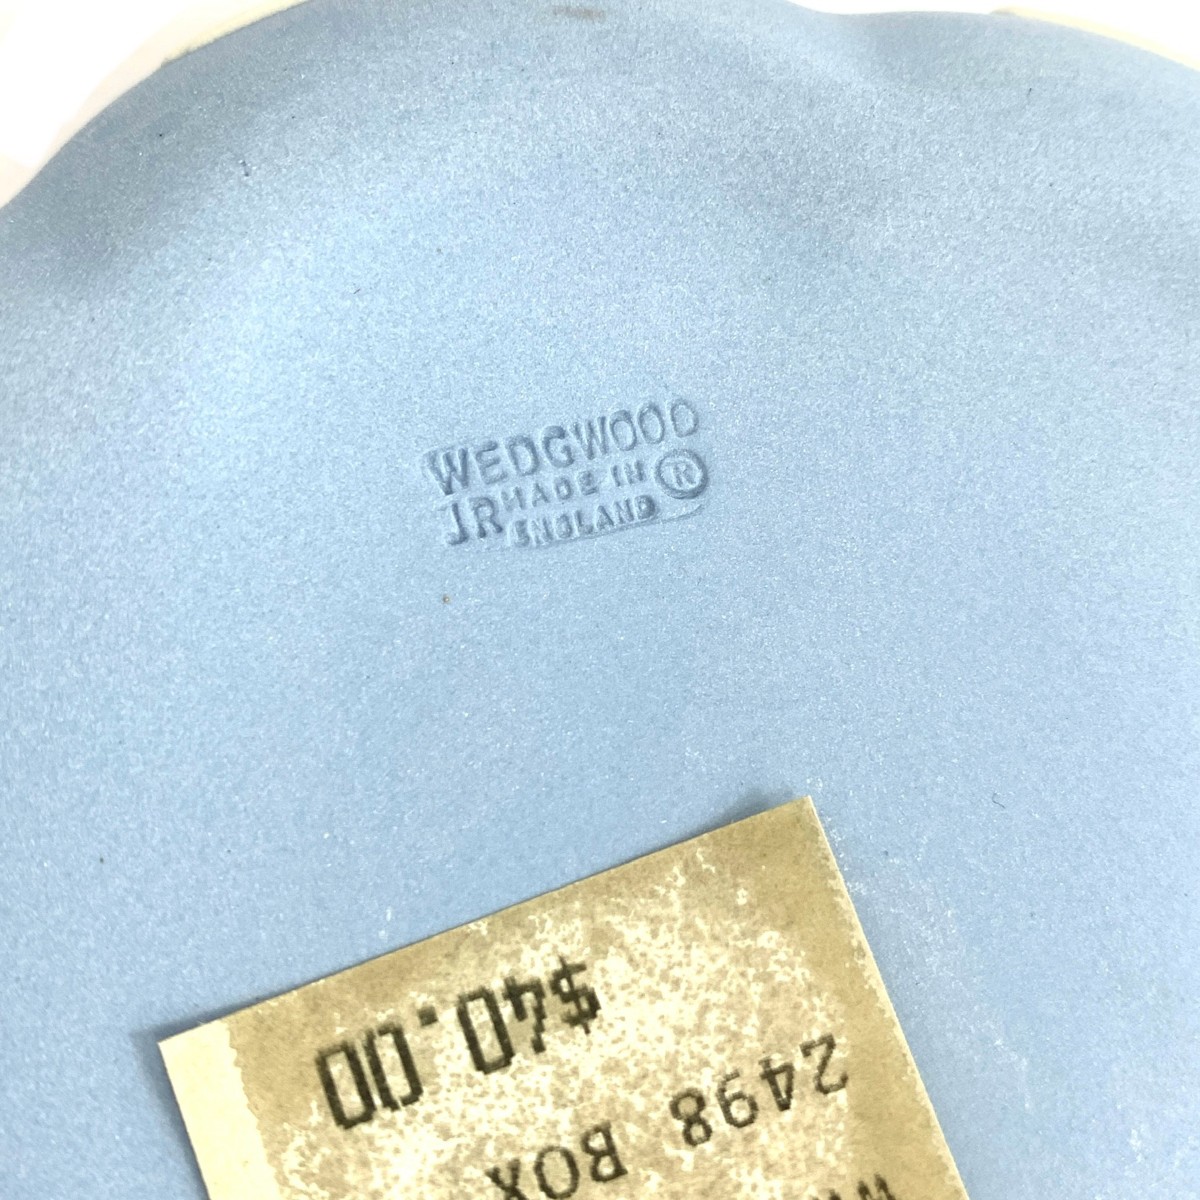 WEDGWOOD
JR MADE IN ®
ENGLAND
$40.00
2498 BOX